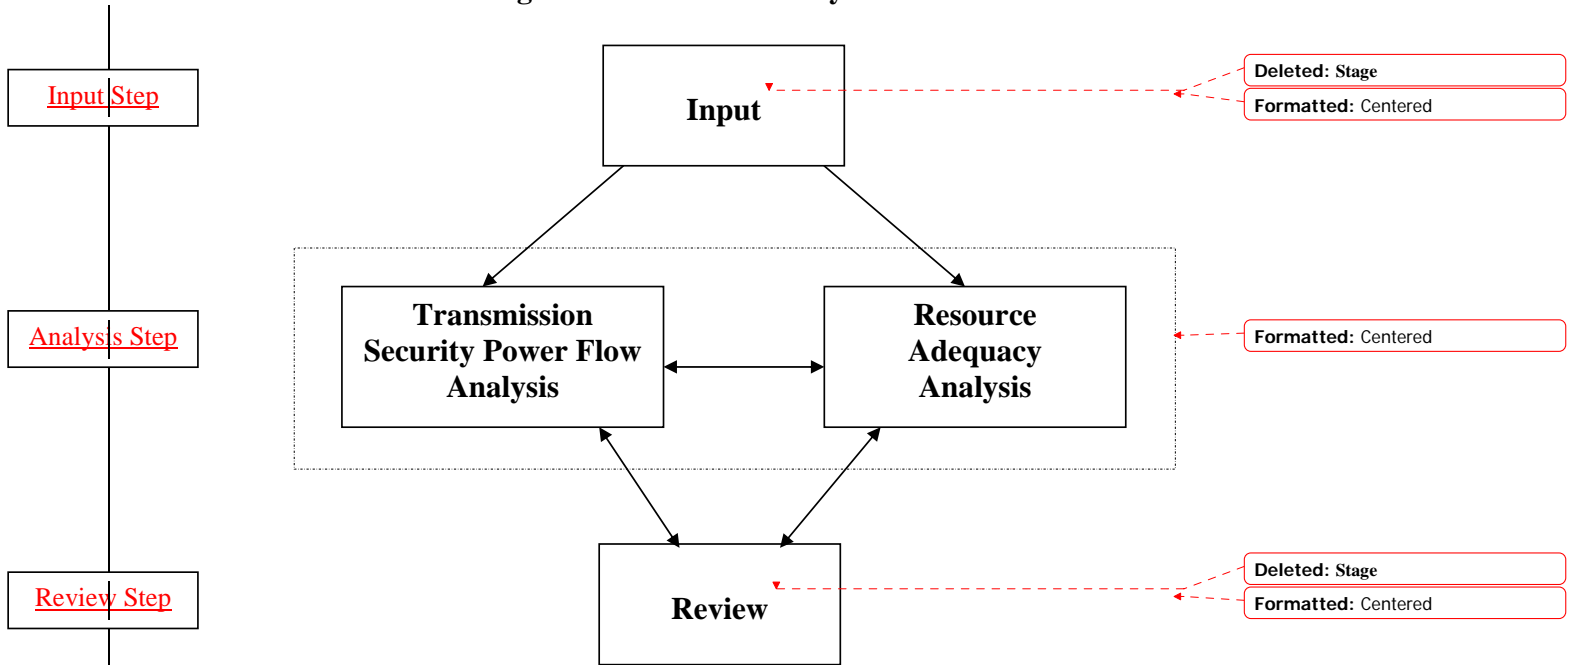 Input Step
Input
Deleted: Stage
Formatted: Centered
Analysis Step
Transmission
Security Power Flow
Analysis
Resource
Adequacy
Analysis
Formatted: Centered
Review Step
Review
Deleted: Stage
Formatted: Centered